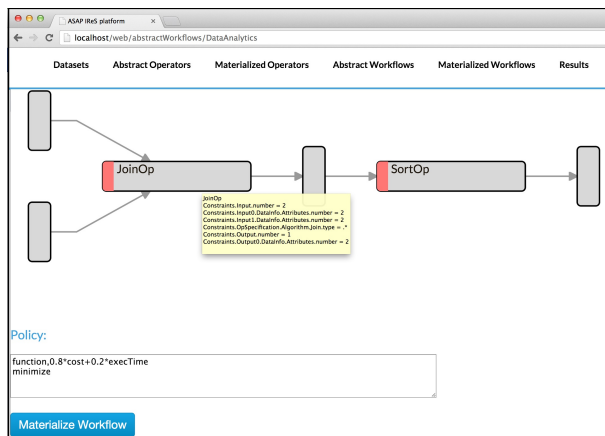 ASAP IReS platform
localhost/web/abstractWorkflows/DataAnalytics
Datasets Abstract Operators Materialized Operators Abstract Workflows Materialized Workflows Results
JoinOp
SortOp
JoinOp
Constraints.Input.number = 2
Constraints.Input0.DataInfo.Attributes.number = 2
Constraints.Input1.DataInfo.Attributes.number = 2
Constraints.OpSpecification.Algorithm.Join.type = .*
Constraints.Output.number = 1
Constraints.Output0.DataInfo.Attributes.number = 2
Policy:
function,0.8*cost+0.2*execTime
minimize
Materialize Workflow